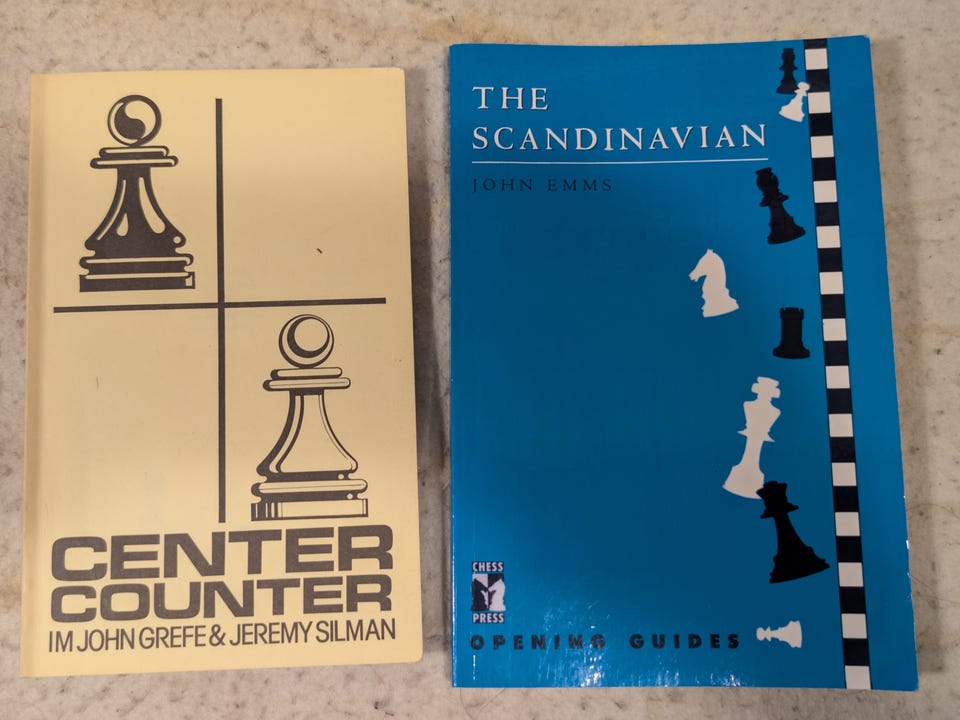 CENTER
COUNTER
IM JOHN GREFE & JEREMY SILMAN
THE
SCANDINAVIAN
JOHN EMMS
CHESS
PRESS
OPENING GUIDES